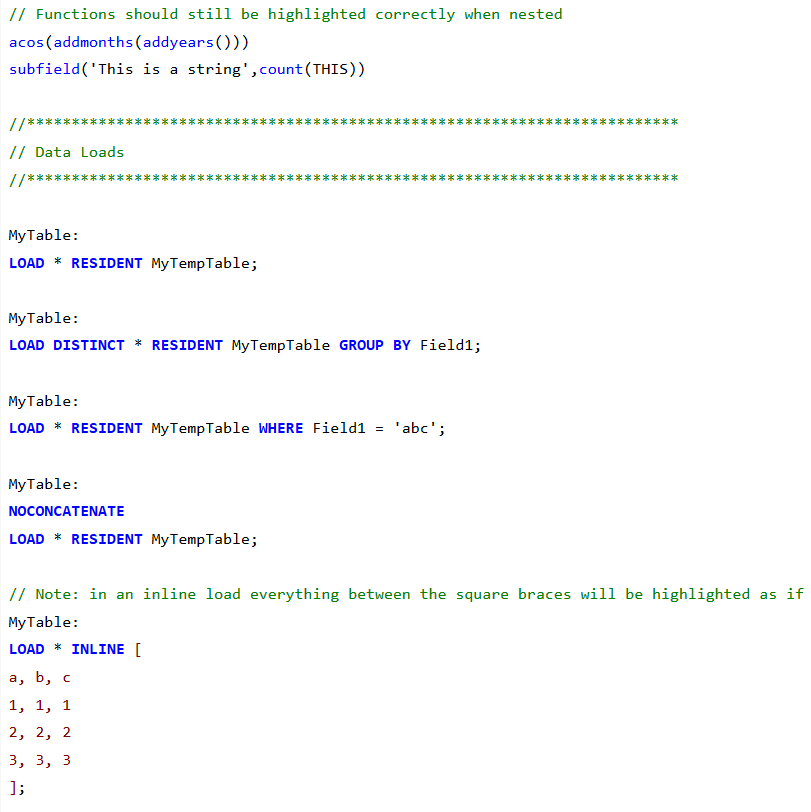 // Functions should still be highlighted correctly when nested
acos(addmonths(addyears()))
subfield('This is a string',count(THIS))
//*************************************************************************
// Data Loads
//*************************************************************************
MyTable:
LOAD * RESIDENT MyTempTable;
MyTable:
LOAD DISTINCT * RESIDENT MyTempTable GROUP BY Field1;
MyTable:
LOAD * RESIDENT MyTempTable WHERE Field1 = 'abc';
MyTable:
NOCONCATENATE
LOAD * RESIDENT MyTempTable;
// Note: in an inline load everything between the square braces will be highlighted as if
MyTable:
LOAD * INLINE [
a, b, c
1, 1, 1
2, 2, 2
3, 3, 3
];